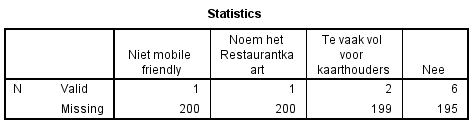 Statistics
Niet mobile friendly
Noem het Restaurantka art
Te vaak vol voor kaarthouders
Nee
N Valid 1 1 2 6
Missing 200 200 199 195